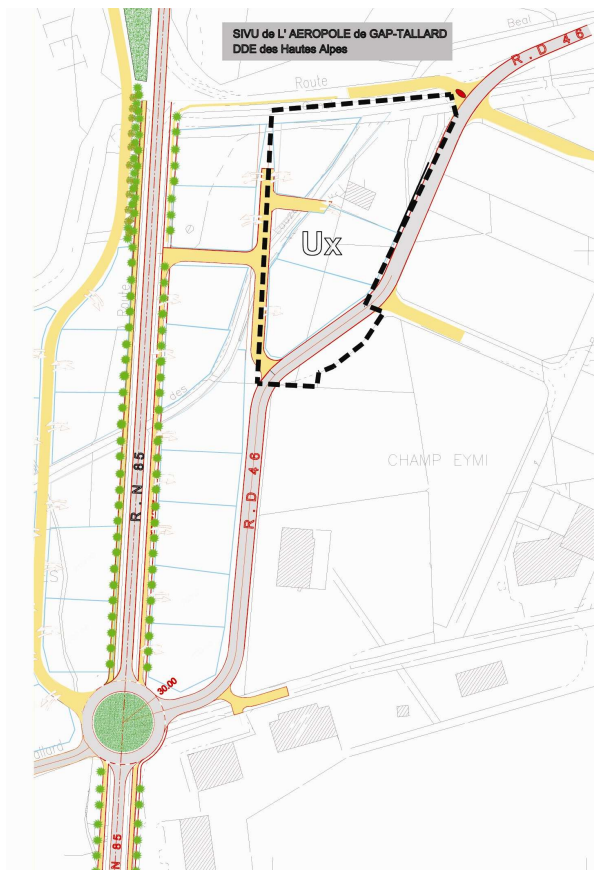 SIVU de L' AEROPOLE de GAP-TALLARD
DDE des Hautes Alpes
Beal
R.D 46
Route
Ux
Route
des
CHAMP EYMI
R.N 85
R.D 46
30.00
N 85